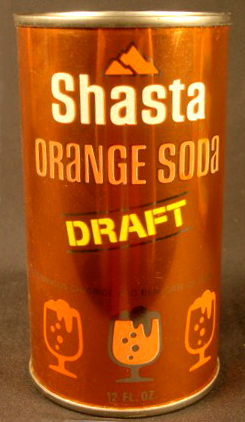 Shasta
ORANGE SODA
DRAFT
12 FL. OZ.